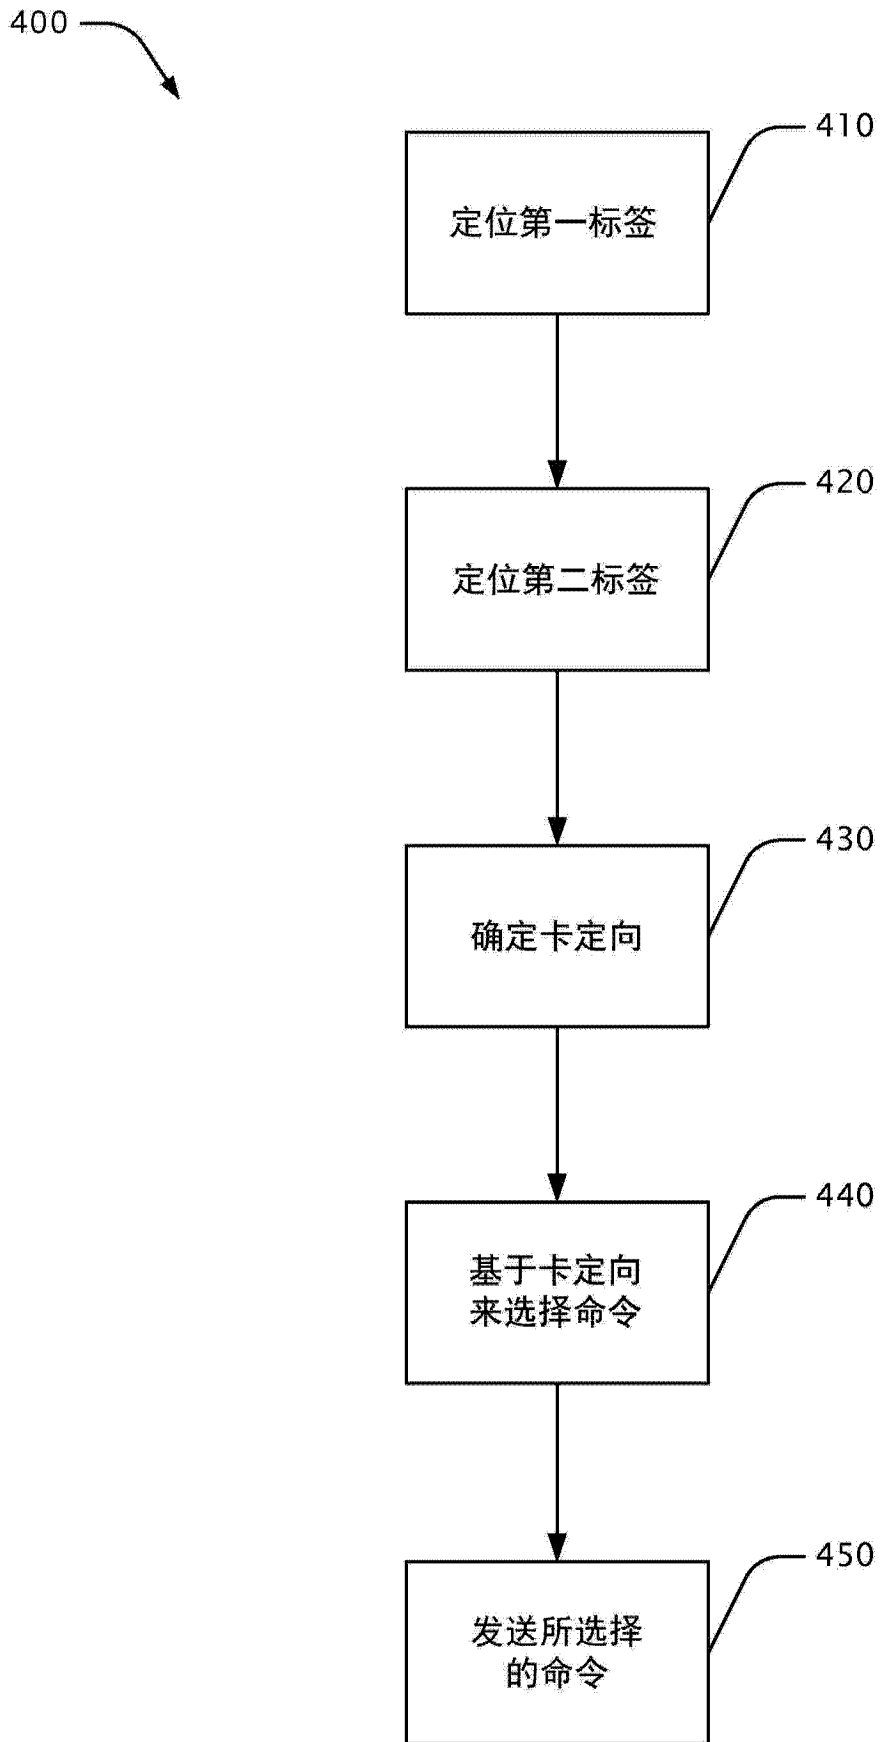 400
410
定位第一标签
420
定位第二标签
430
确定卡定向
440
基于卡定向
来选择命令
450
发送所选择
的命令